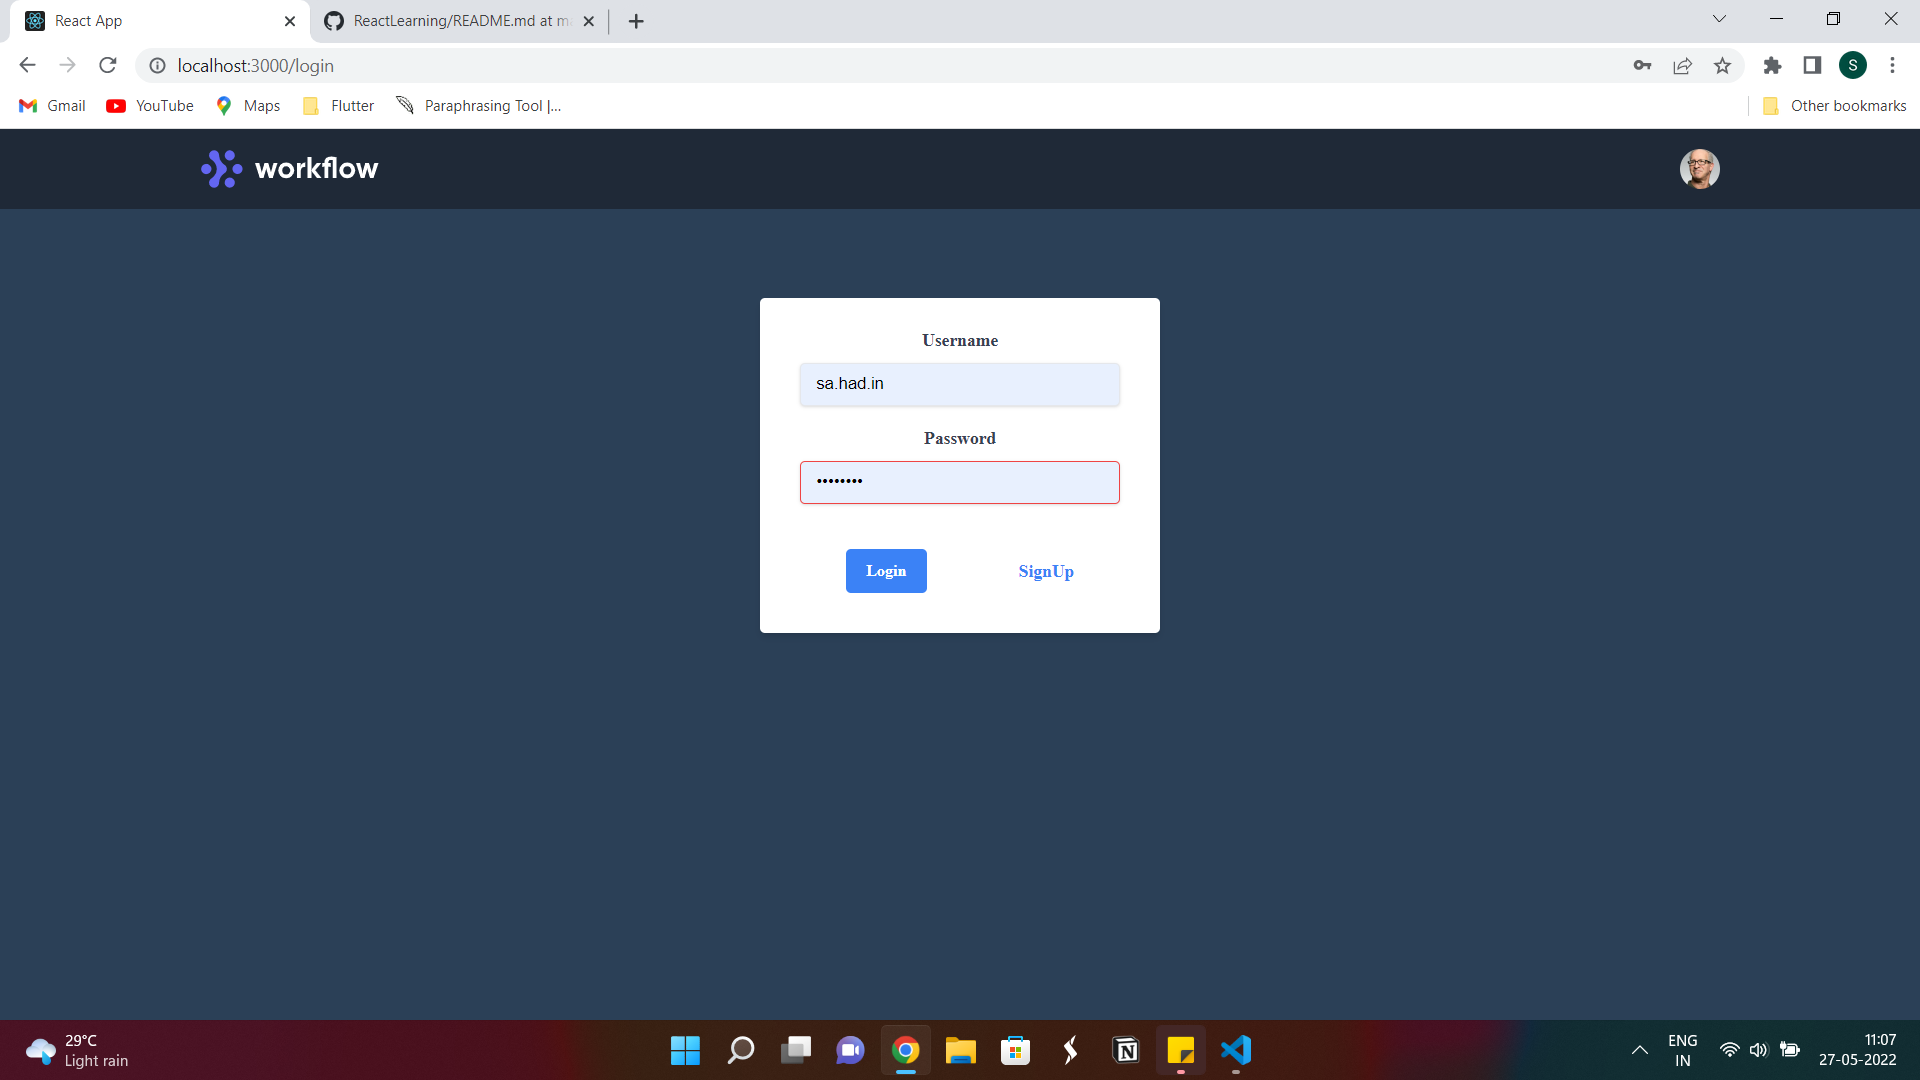 React App
ReactLearning/README.md at m
localhost:3000/login
S
Gmail
YouTube
Maps
Flutter
Paraphrasing Tool |...
Other bookmarks
workflow
Username
sa.had.in
Password
••••••••
Login
SignUp
29°C
Light rain
ENG
IN
11:07
27-05-2022